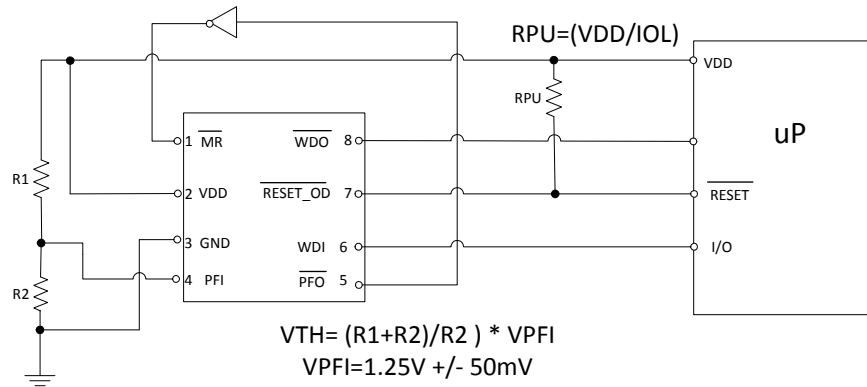 RPU=(VDD/IOL)
VDD
RPU
uP
1 MR
WDO 8
R1
2 VDD
RESET_OD 7
RESET
3 GND
WDI 6
I/O
4 PFI
PFO 5
R2
VTH= (R1+R2)/R2 ) * VPFI
VPFI=1.25V +/- 50mV